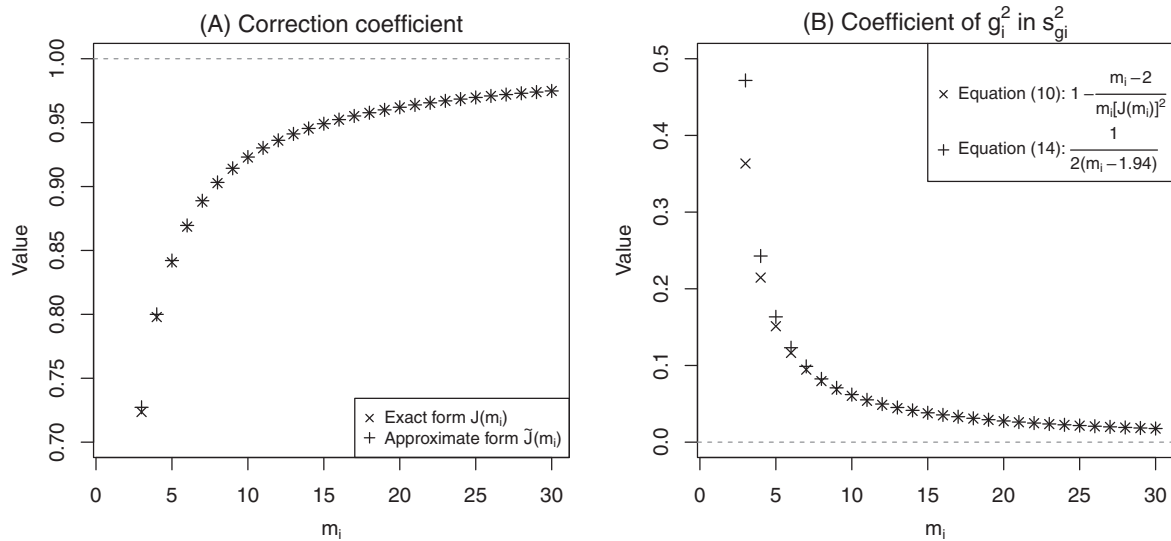 (A) Correction coefficient
Value
1.00
0.95
0.90
0.85
0.80
0.75
0.70
× Exact form J(mᵢ)
+ Approximate form J̃(mᵢ)
0 5 10 15 20 25 30
mᵢ
(B) Coefficient of gᵢ² in s²gᵢ
Value
0.5
0.4
0.3
0.2
0.1
0.0
× Equation (10): 1 − (mᵢ − 2) / (mᵢ[J(mᵢ)]²)
+ Equation (14): 1 / (2(mᵢ − 1.94))
0 5 10 15 20 25 30
mᵢ